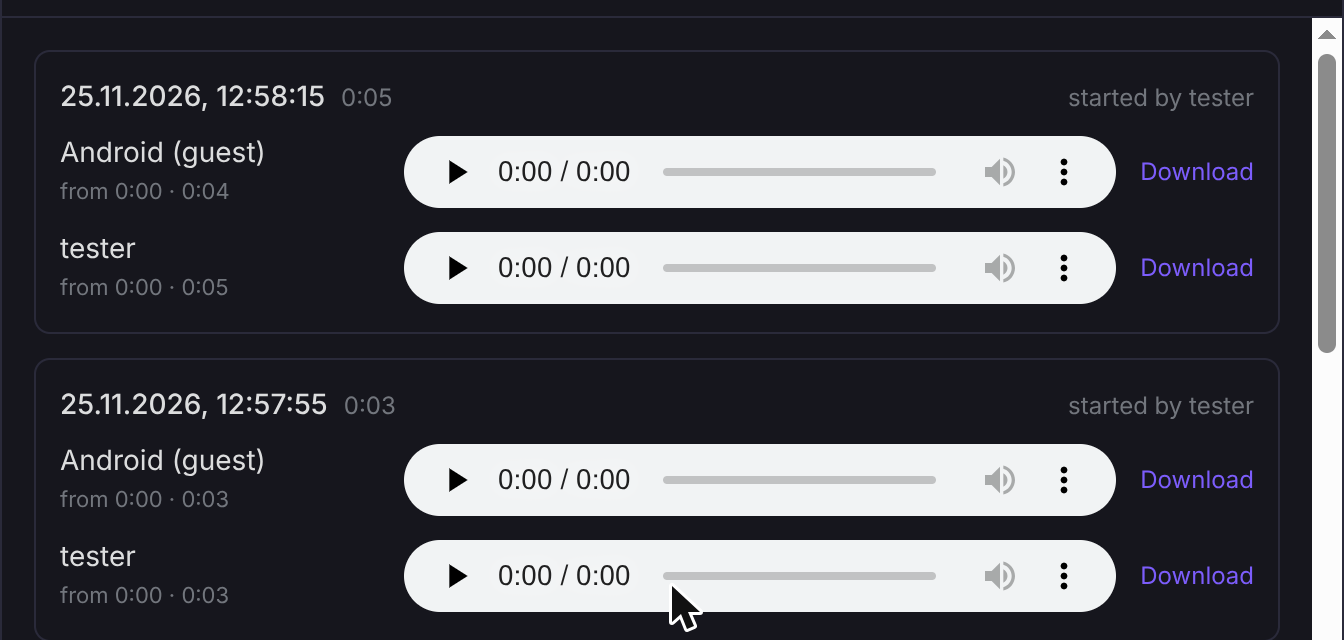 25.11.2026, 12:58:15 0:05 started by tester
Android (guest)
from 0:00 · 0:04
0:00 / 0:00
Download
tester
from 0:00 · 0:05
0:00 / 0:00
Download
25.11.2026, 12:57:55 0:03 started by tester
Android (guest)
from 0:00 · 0:03
0:00 / 0:00
Download
tester
from 0:00 · 0:03
0:00 / 0:00
Download